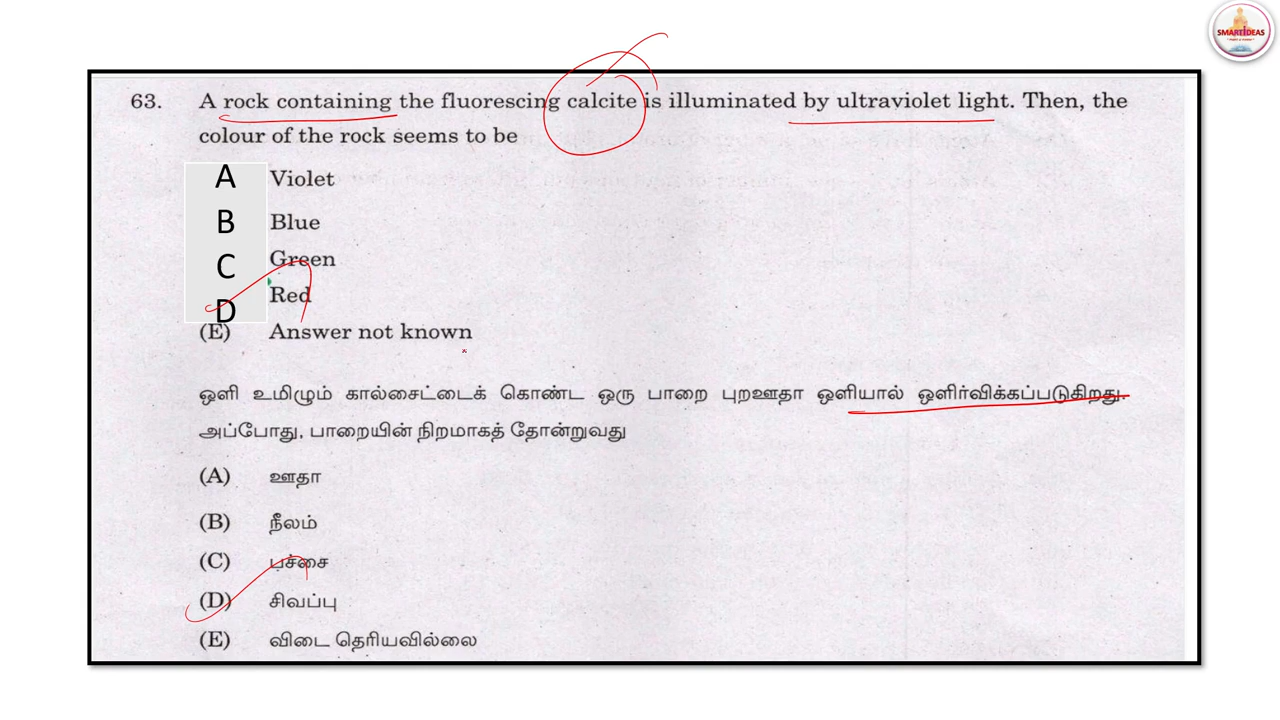 SMARTIDEAS
63. A rock containing the fluorescing calcite is illuminated by ultraviolet light. Then, the
colour of the rock seems to be
A Violet
B Blue
C Green
D Red
(E) Answer not known
ஒளி உமிழும் கால்சைட்டைக் கொண்ட ஒரு பாறை புறஊதா ஒளியால் ஒளிர்விக்கப்படுகிறது.
அப்போது, பாறையின் நிறமாகத் தோன்றுவது
(A) ஊதா
(B) நீலம்
(C) பச்சை
(D) சிவப்பு
(E) விடை தெரியவில்லை